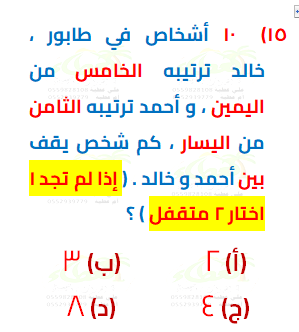 ١٥) ١٠ أشخاص في طابور ،
خالد ترتيبه الخامس من
اليمين ، و أحمد ترتيبه الثامن
من اليسار ، كم شخص يقف
بين أحمد و خالد . ( إذا لم تجد ١
اختار ٢ متقفل ) ؟
(أ) ٢ (ب) ٣
(ج) ٤ (د) ٨